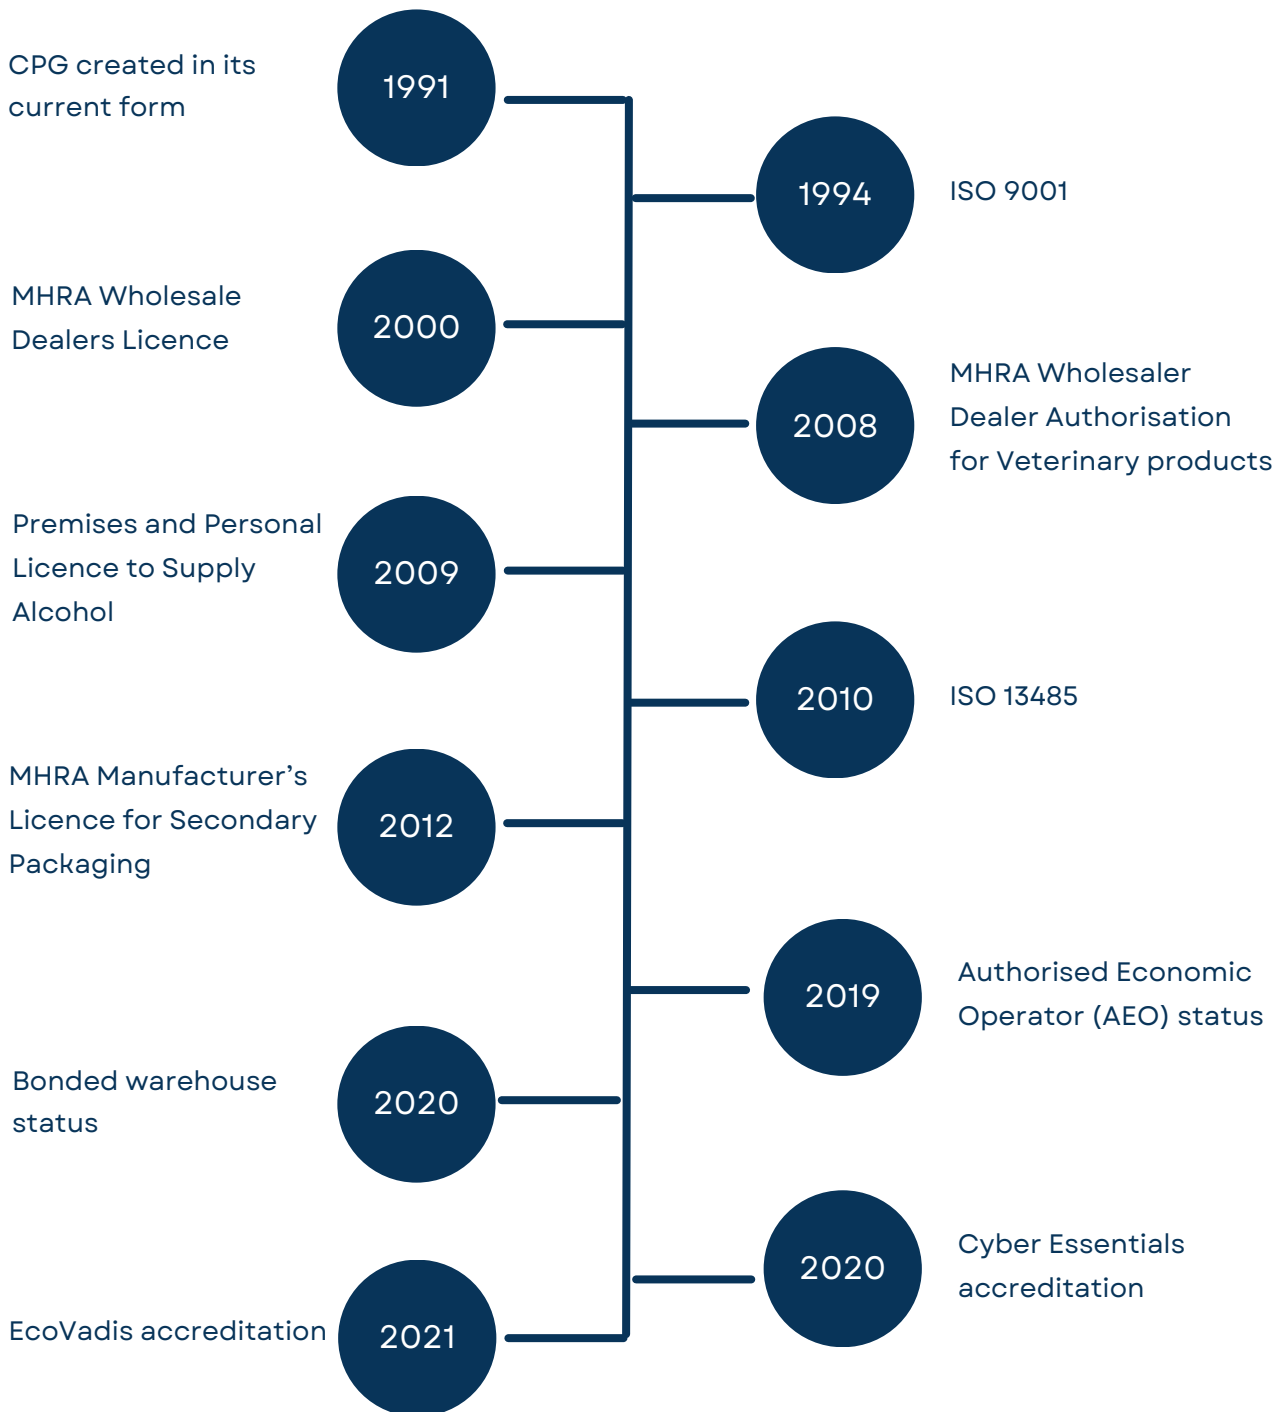 CPG created in its
current form
1991
1994
ISO 9001
MHRA Wholesale
Dealers Licence
2000
2008
MHRA Wholesaler
Dealer Authorisation
for Veterinary products
Premises and Personal
Licence to Supply
Alcohol
2009
2010
ISO 13485
MHRA Manufacturer’s
Licence for Secondary
Packaging
2012
2019
Authorised Economic
Operator (AEO) status
Bonded warehouse
status
2020
2020
Cyber Essentials
accreditation
EcoVadis accreditation
2021